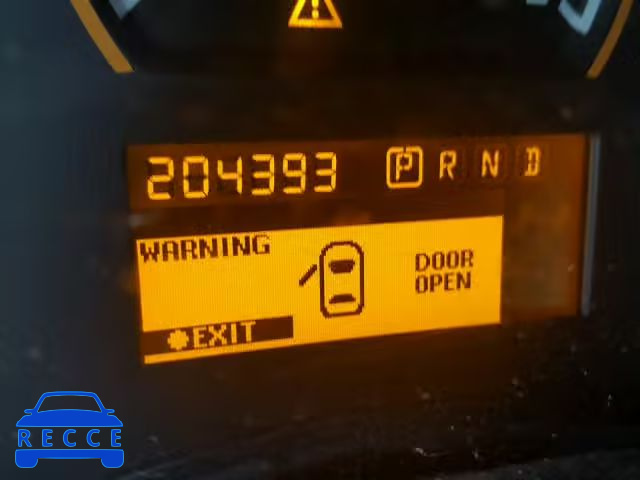 204393 P R N D
WARNING
DOOR
OPEN
EXIT
RECCE